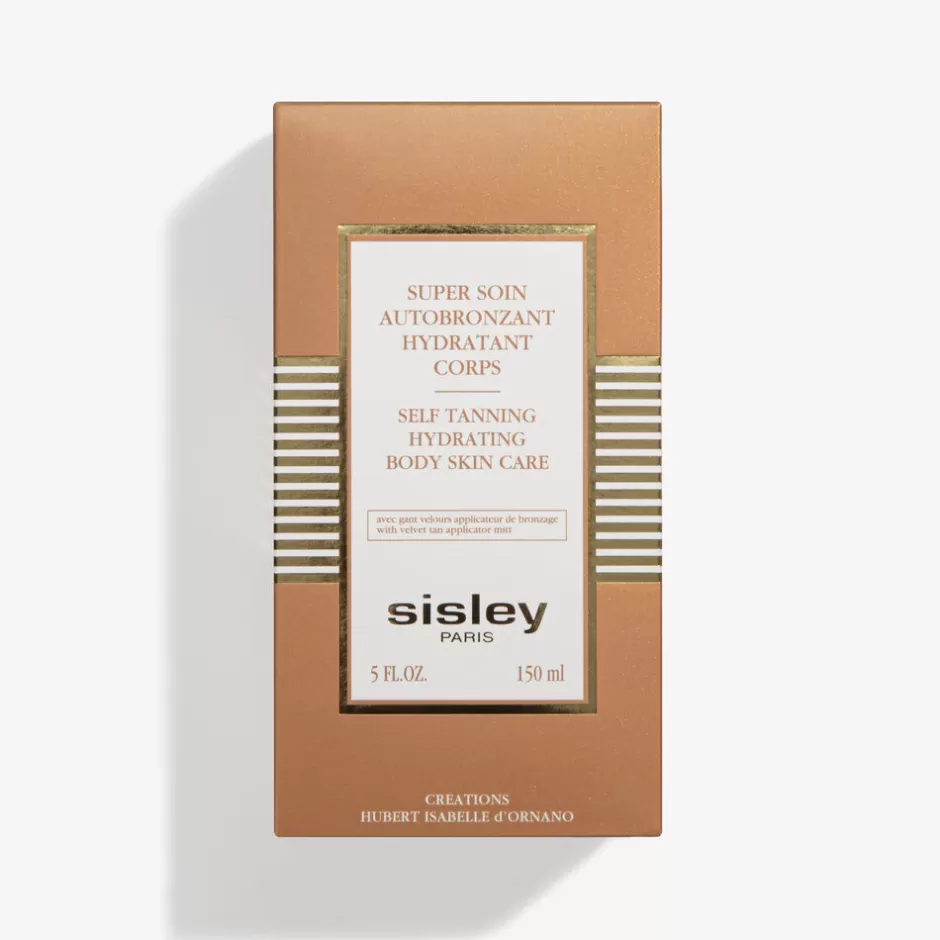 SUPER SOIN
AUTOBRONZANT
HYDRATANT
CORPS
SELF TANNING
HYDRATING
BODY SKIN CARE
avec gant velours applicateur de bronzage
with velvet tan applicator mitt
sisley
PARIS
5 FL.OZ. 150 ml
CREATIONS
HUBERT ISABELLE d'ORNANO